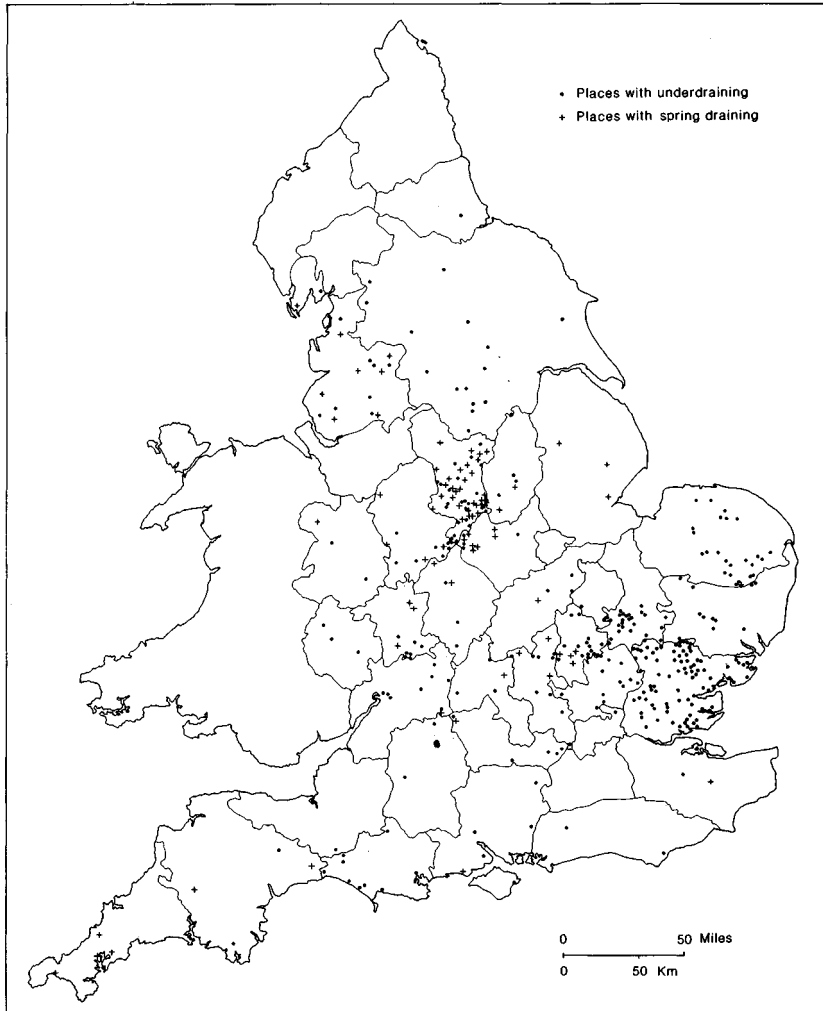 • Places with underdraining
+ Places with spring draining
0 50 Miles
0 50 Km